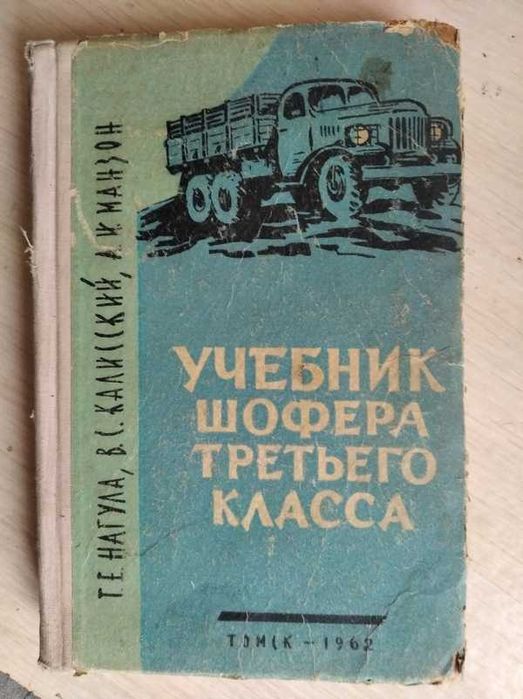 Т.Е. НАГУЛА, В.С. КАЛИССКИЙ, А.И. МАНЗОН
УЧЕБНИК
ШОФЕРА
ТРЕТЬЕГО
КЛАССА
ТОМСК – 1962